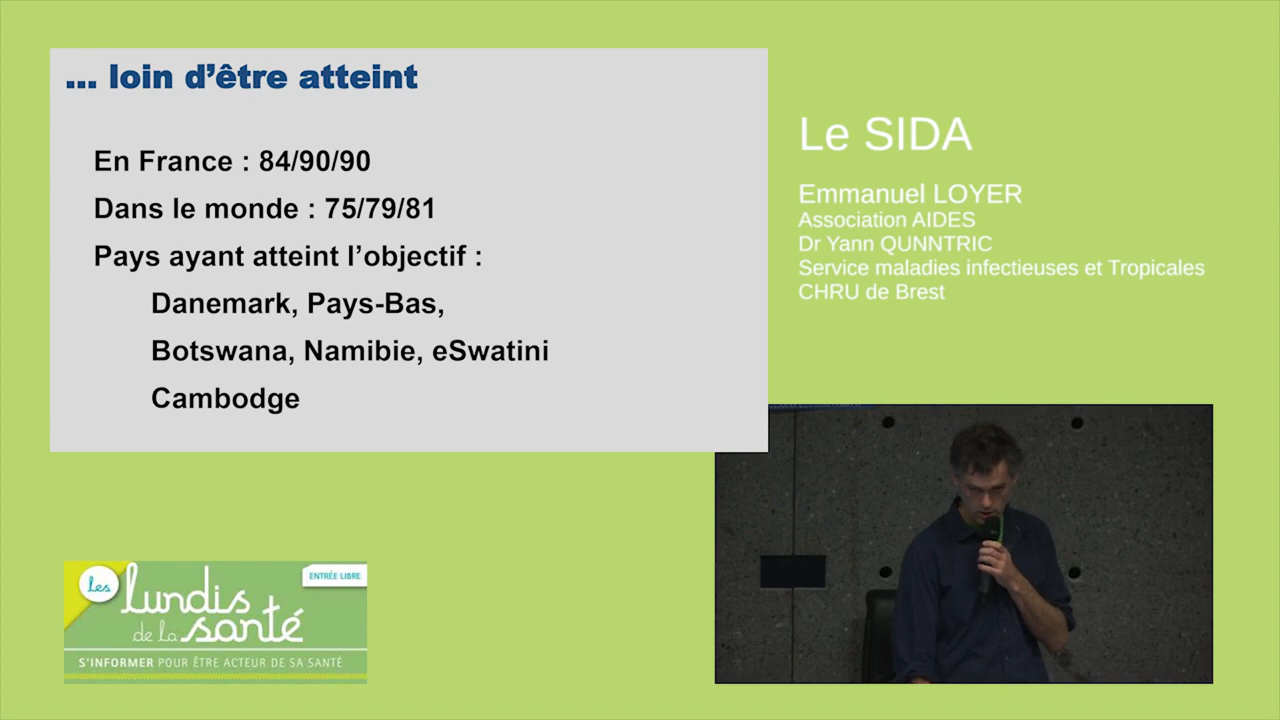 ... loin d’être atteint
En France : 84/90/90
Dans le monde : 75/79/81
Pays ayant atteint l’objectif :
Danemark, Pays-Bas,
Botswana, Namibie, eSwatini
Cambodge
Le SIDA
Emmanuel LOYER
Association AIDES
Dr Yann QUNNTRIC
Service maladies infectieuses et Tropicales
CHRU de Brest
les
lundis
de la santé
ENTRÉE LIBRE
S'INFORMER POUR ÊTRE ACTEUR DE SA SANTÉ